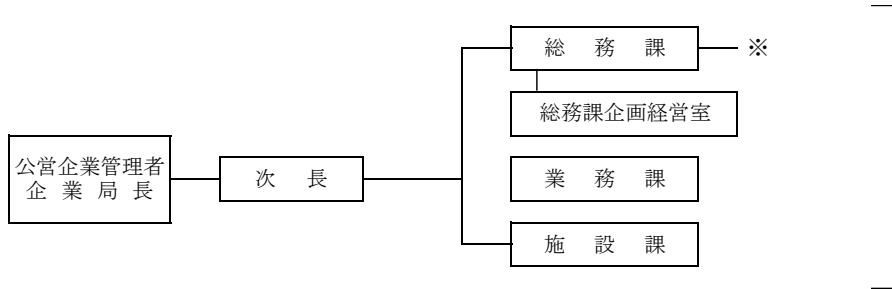 総務課
※
総務課企画経営室
公営企業管理者
企業局長
次長
業務課
施設課